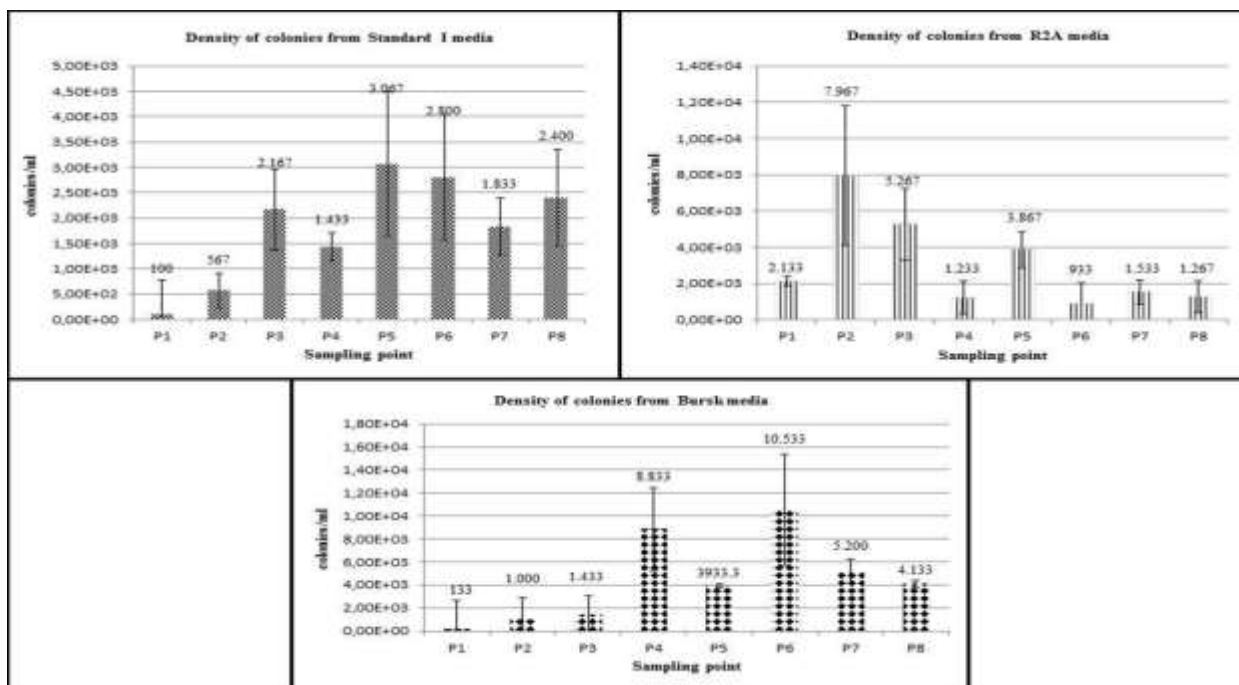 Density of colonies from Standard I media
5,00E+03
4,50E+03
4,00E+03
3,50E+03
3,00E+03
2,50E+03
2,00E+03
1,50E+03
1,00E+03
5,00E+02
0,00E+00
colonies/ml
100
567
2.167
1.433
3.067
2.800
1.833
2.400
P1 P2 P3 P4 P5 P6 P7 P8
Sampling point
Density of colonies from R2A media
1,40E+04
1,20E+04
1,00E+04
8,00E+03
6,00E+03
4,00E+03
2,00E+03
0,00E+00
colonies/ml
2.133
7.967
5.267
1.233
3.867
933
1.533
1.267
P1 P2 P3 P4 P5 P6 P7 P8
Sampling point
Density of colonies from Bursk media
1,80E+04
1,60E+04
1,40E+04
1,20E+04
1,00E+04
8,00E+03
6,00E+03
4,00E+03
2,00E+03
0,00E+00
colonies/ml
133
1.000
1.433
8.833
3933.3
10.533
5.200
4.133
P1 P2 P3 P4 P5 P6 P7 P8
Sampling point